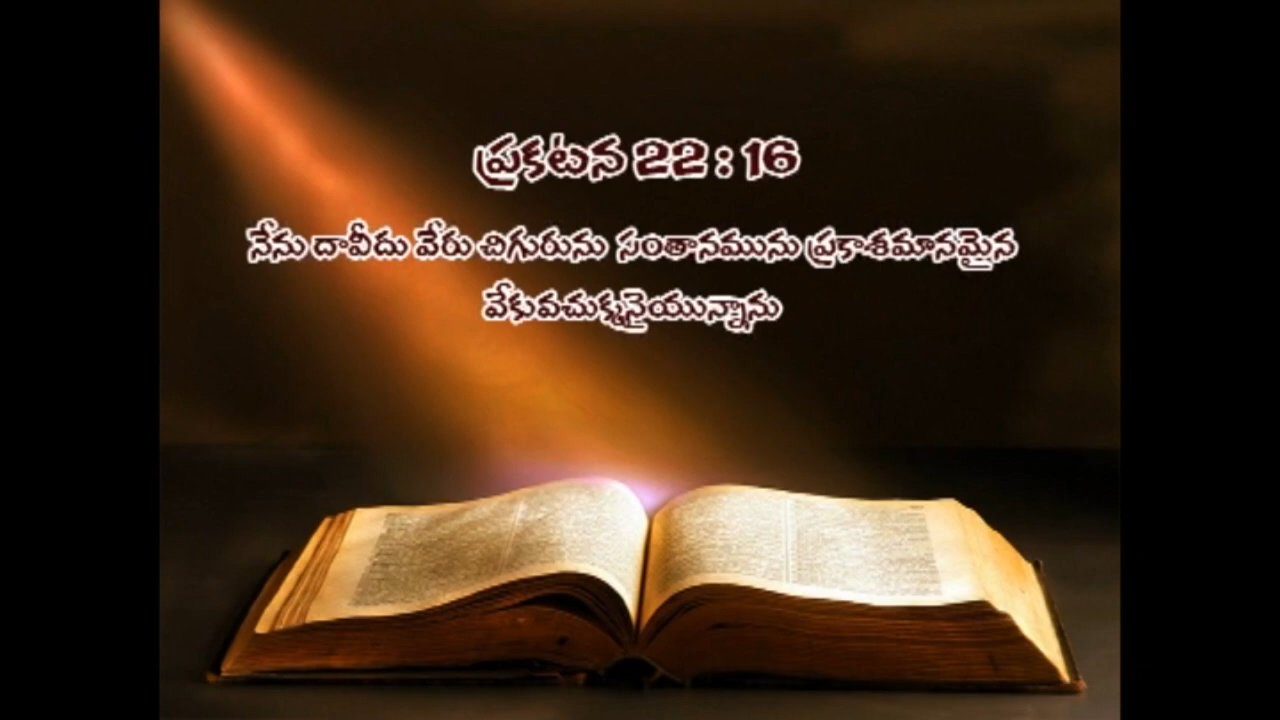 ప్రకటన 22 : 16
నేను దావీదు వేరు చిగురును సంతానమును ప్రకాశమానమైన
వేకువచుక్కనైయున్నాను